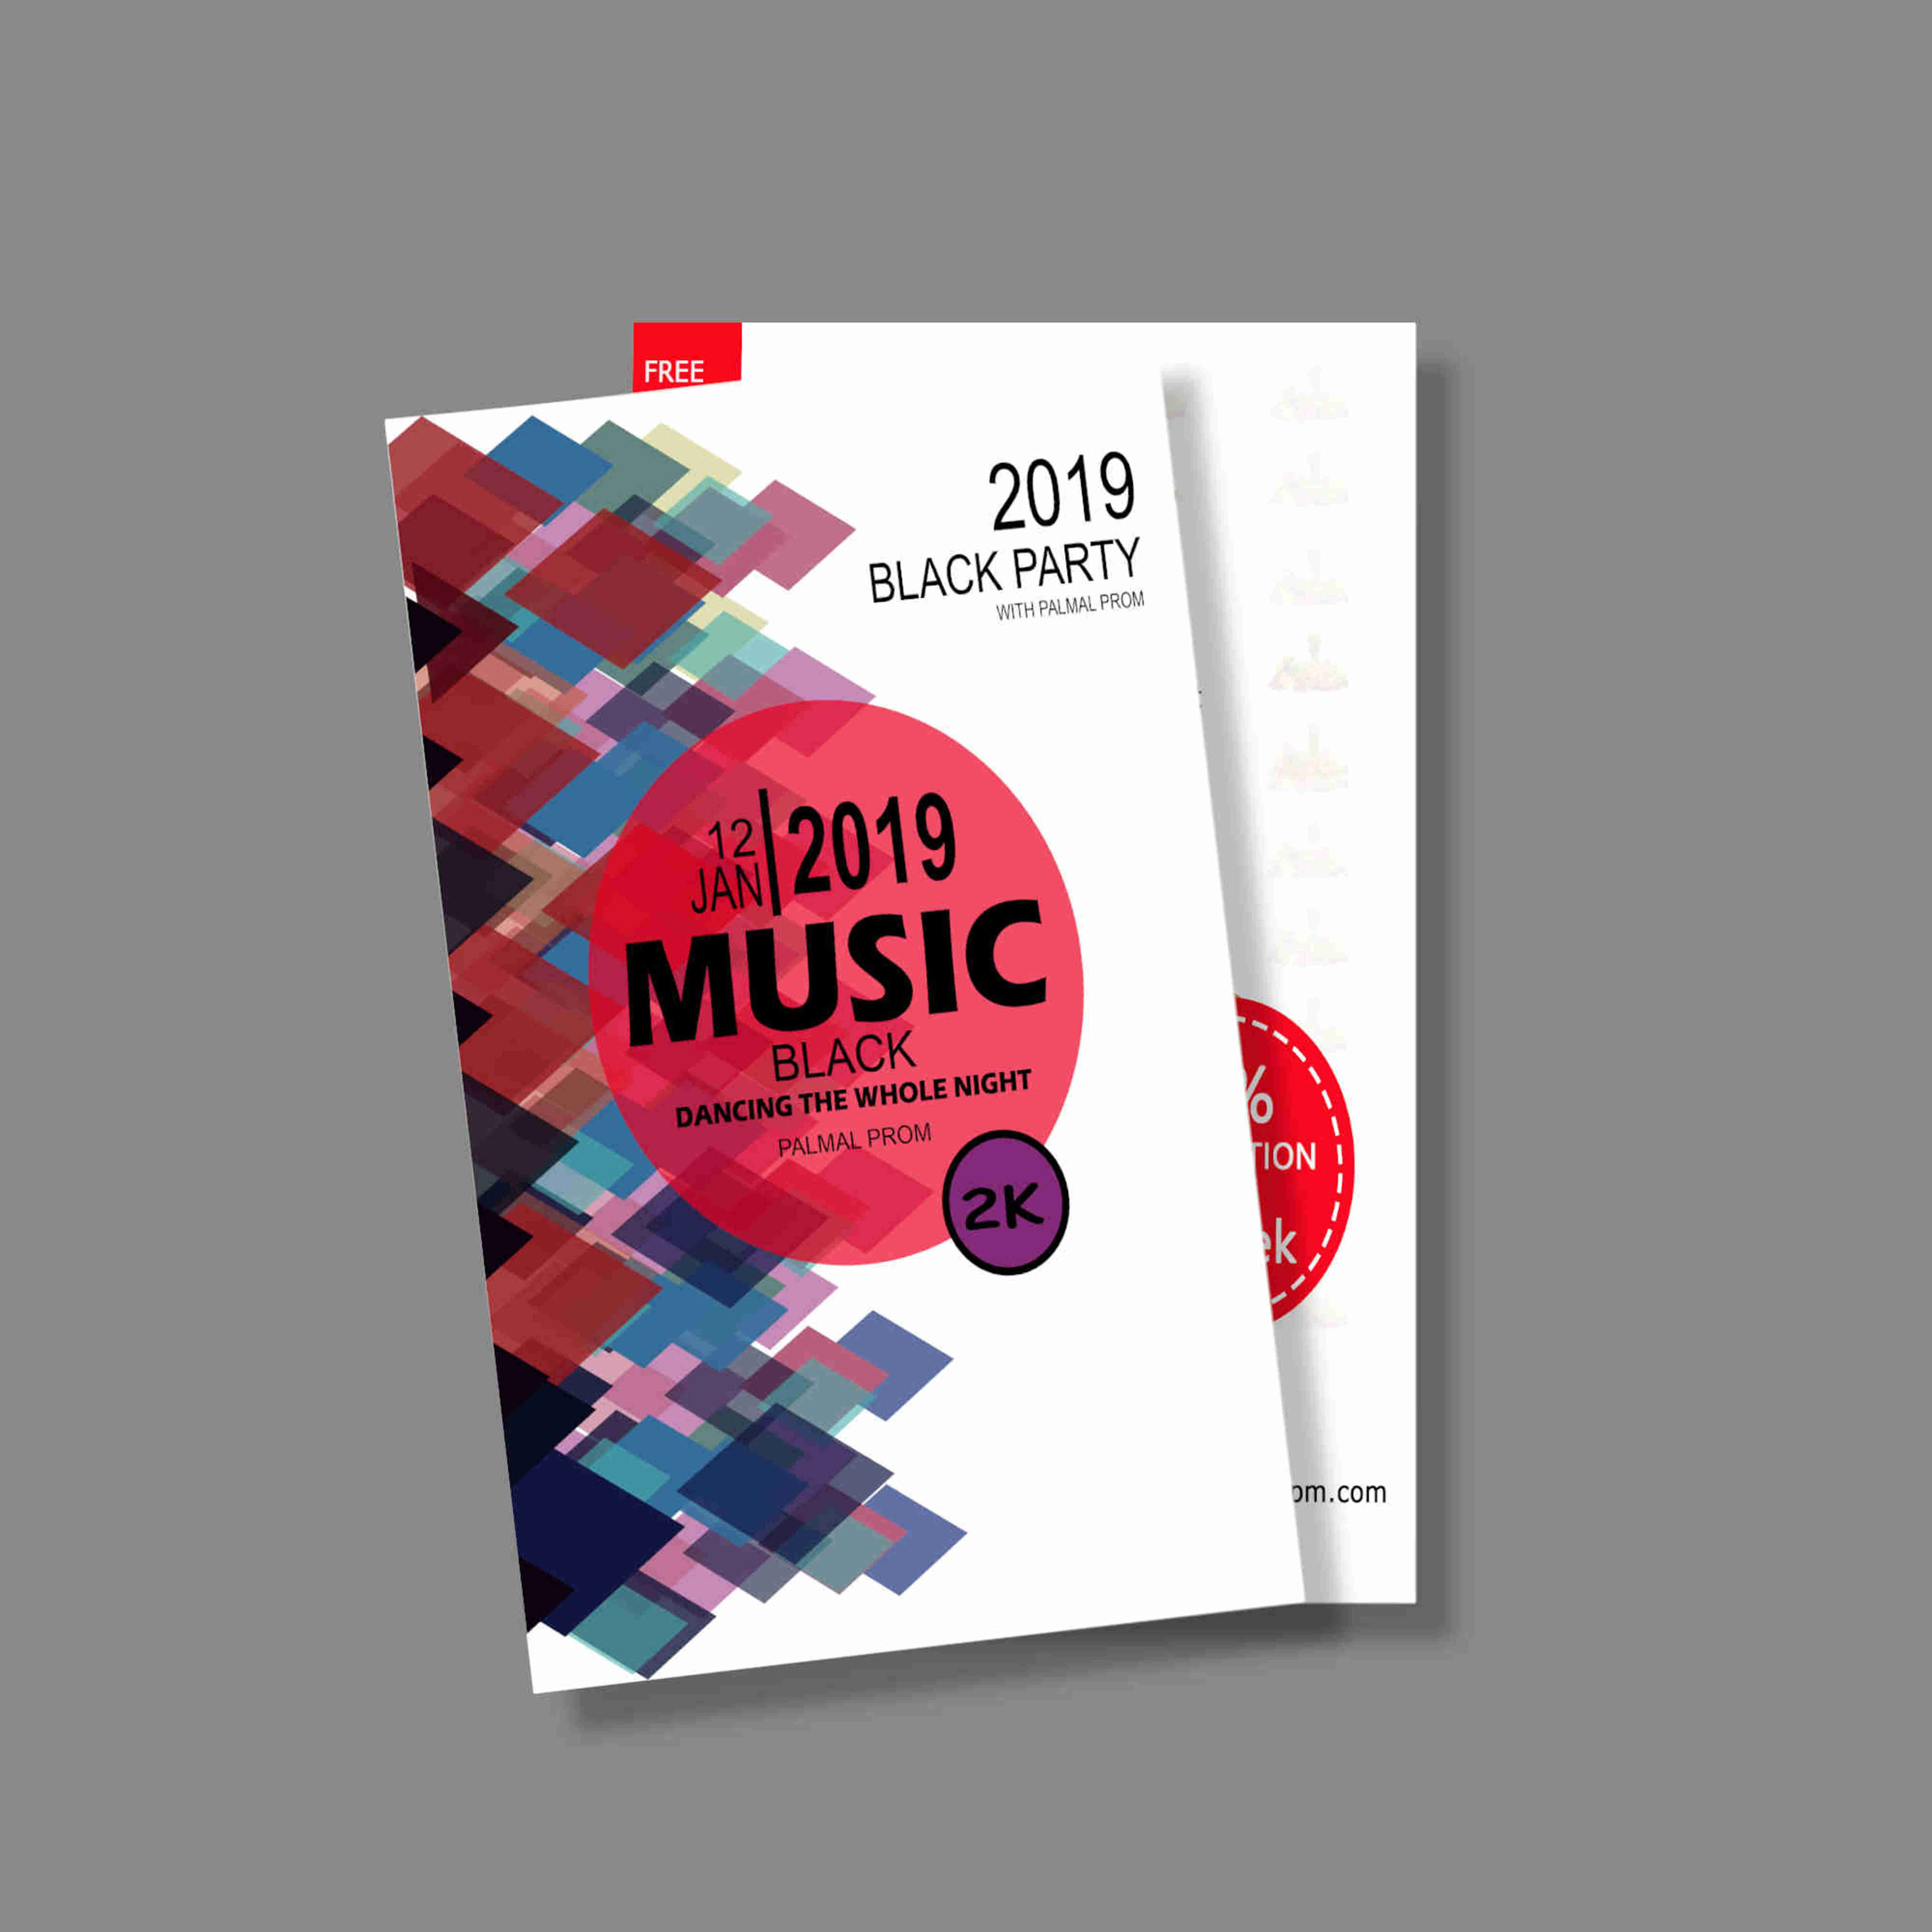 FREE
2019
BLACK PARTY
WITH PALMAL PROM
12
JAN
2019
MUSIC
BLACK
DANCING THE WHOLE NIGHT
PALMAL PROM
2K
%
TION
ek
om.com